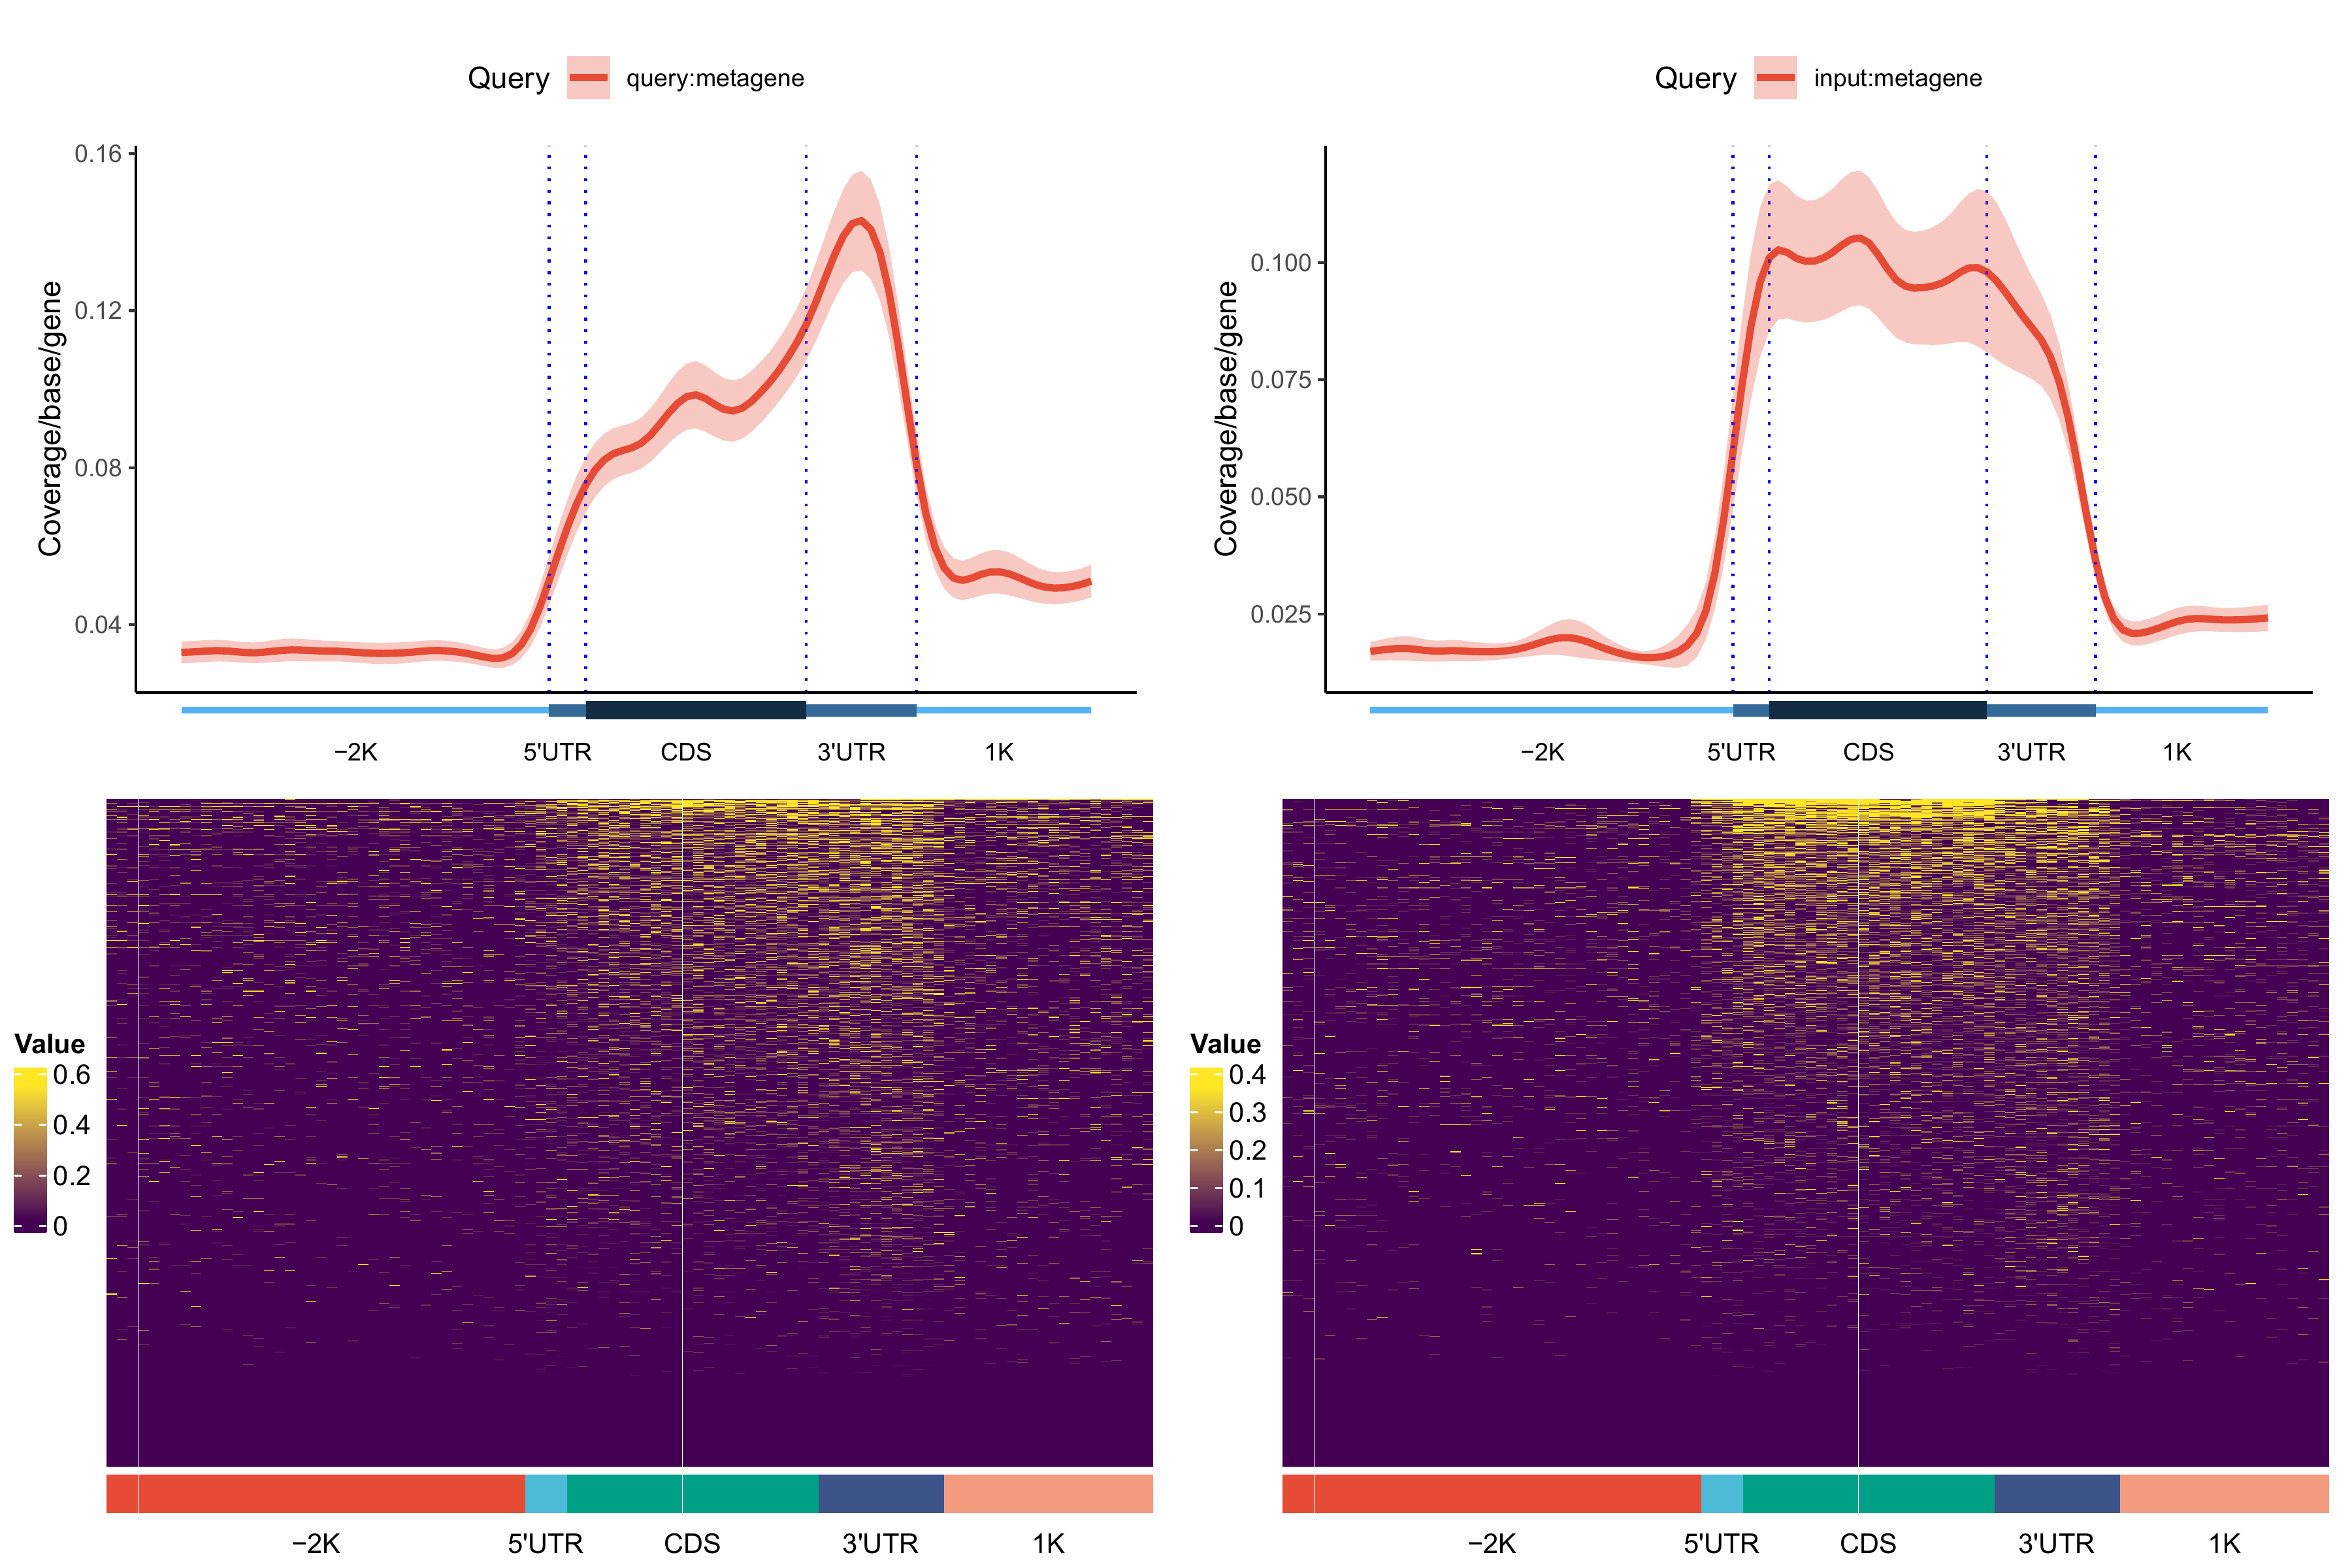 Query query:metagene
0.16
0.12
0.08
0.04
Coverage/base/gene
−2K 5'UTR CDS 3'UTR 1K
Value
0.6
0.4
0.2
0
−2K 5'UTR CDS 3'UTR 1K
Query input:metagene
0.100
0.075
0.050
0.025
Coverage/base/gene
−2K 5'UTR CDS 3'UTR 1K
Value
0.4
0.3
0.2
0.1
0
−2K 5'UTR CDS 3'UTR 1K